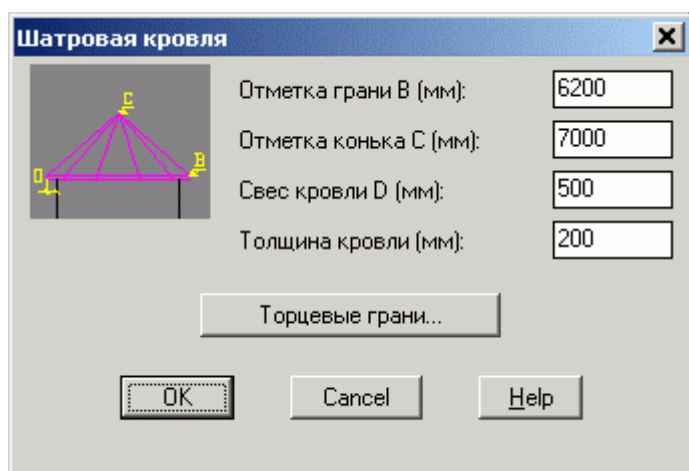 Шатровая кровля
C
B
D
Отметка грани B (мм): 6200
Отметка конька C (мм): 7000
Свес кровли D (мм): 500
Толщина кровли (мм): 200
Торцевые грани...
OK Cancel Help